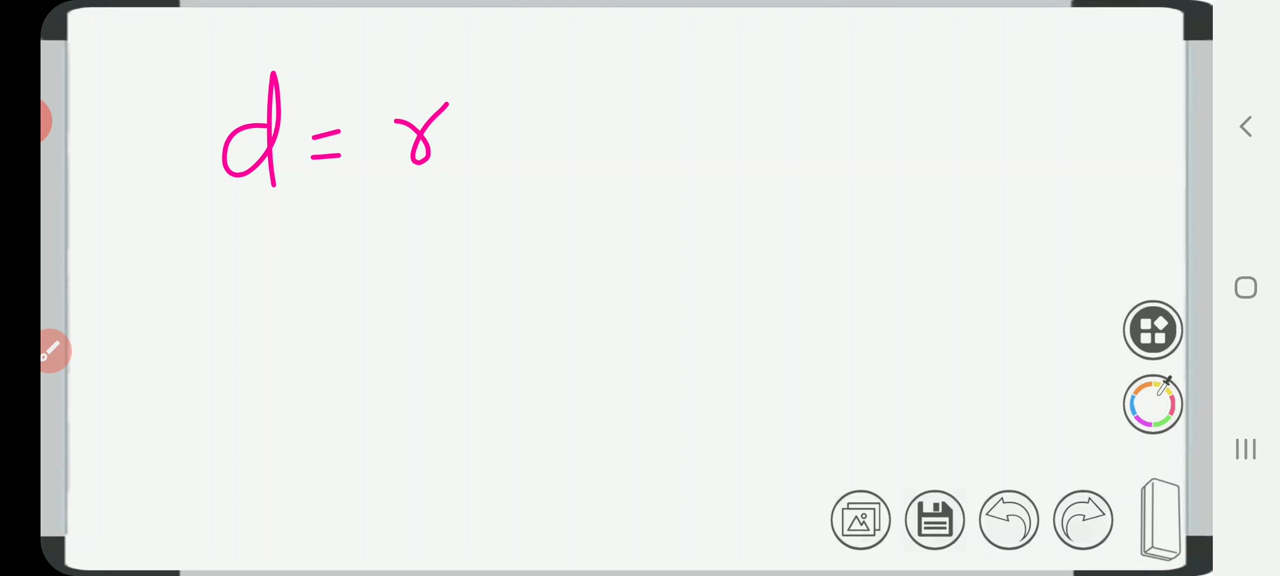 d = r